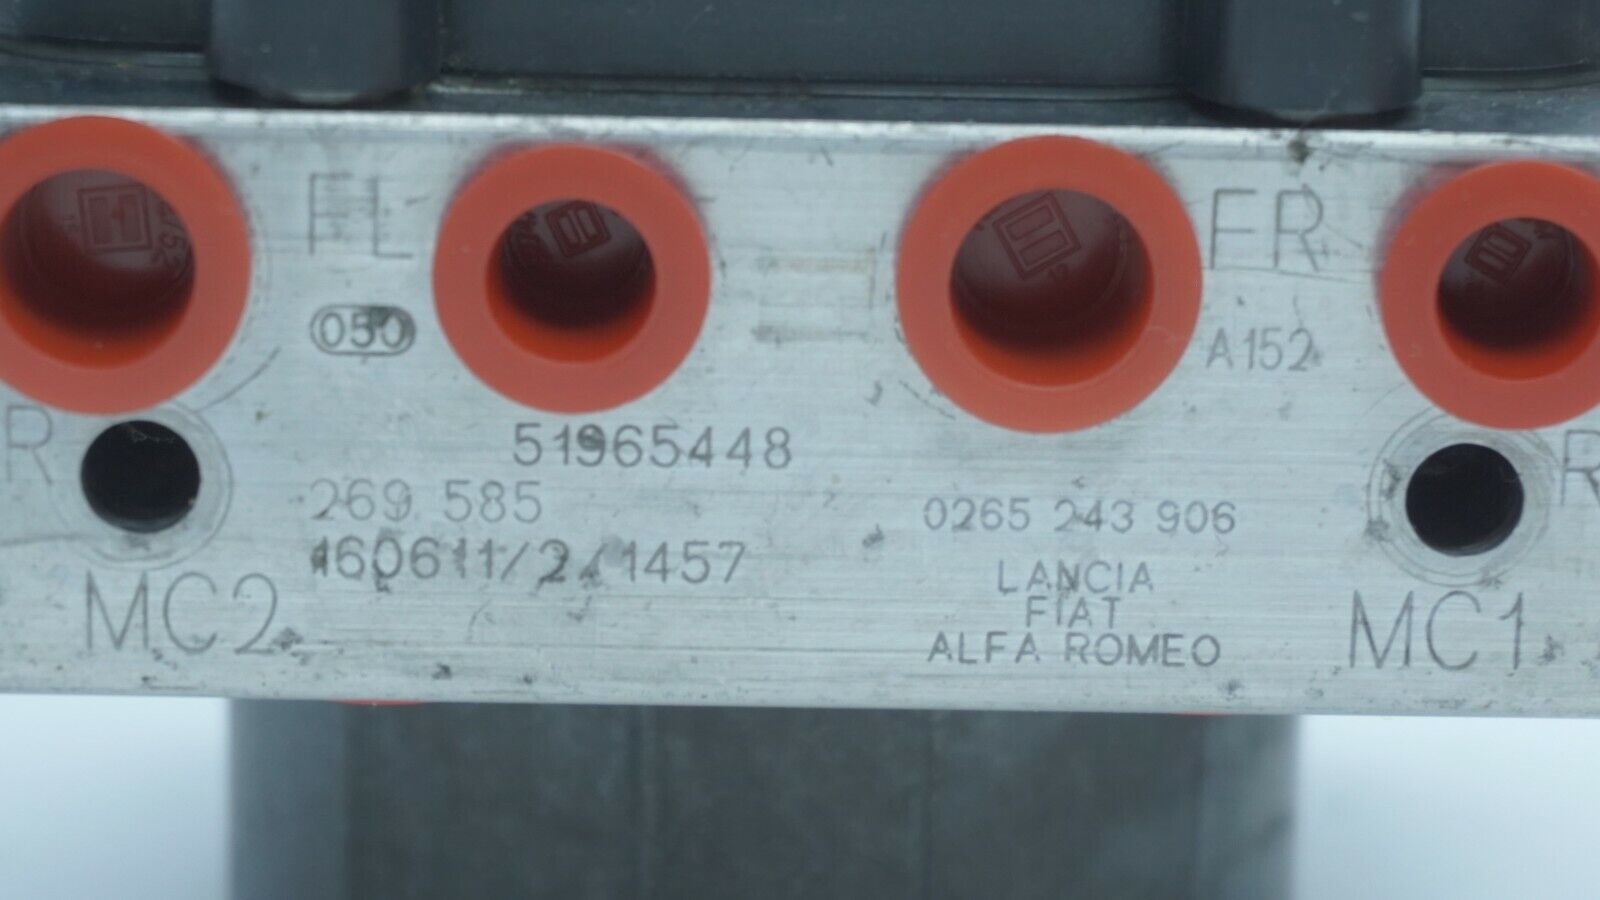 FL
FR
050
A152
R
51965448
R
269 585
0265 243 906
160611/2/1457
LANCIA
FIAT
ALFA ROMEO
MC2
MC1